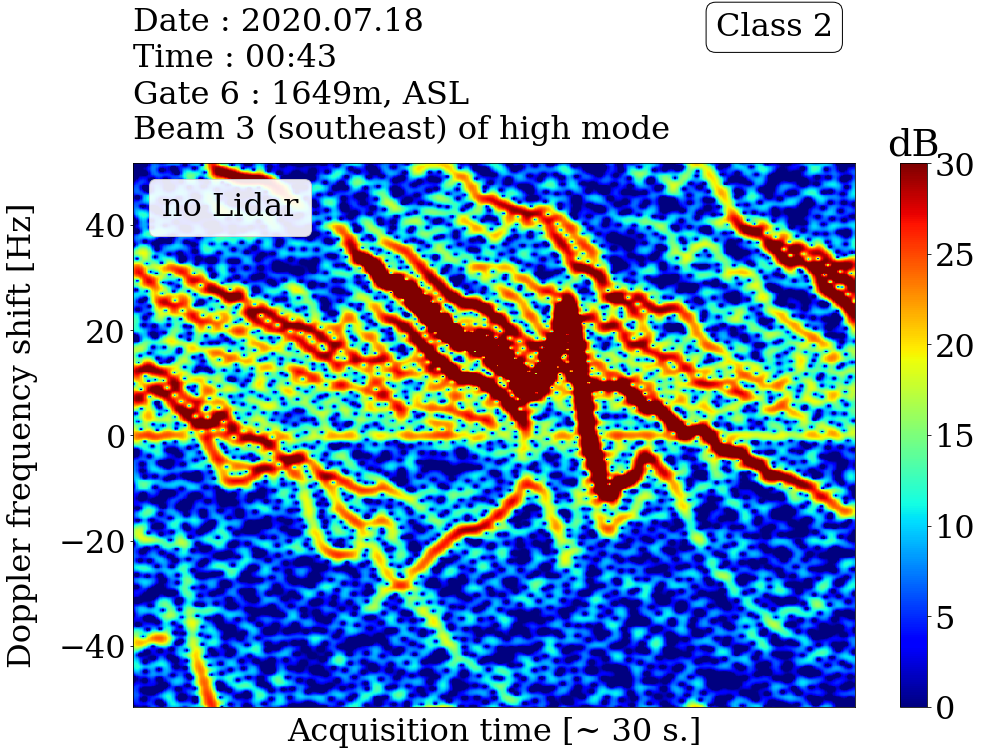 Date : 2020.07.18
Time : 00:43
Gate 6 : 1649m, ASL
Beam 3 (southeast) of high mode
Class 2
dB
no Lidar
Doppler frequency shift [Hz]
40
20
0
−20
−40
30
25
20
15
10
5
0
Acquisition time [~ 30 s.]